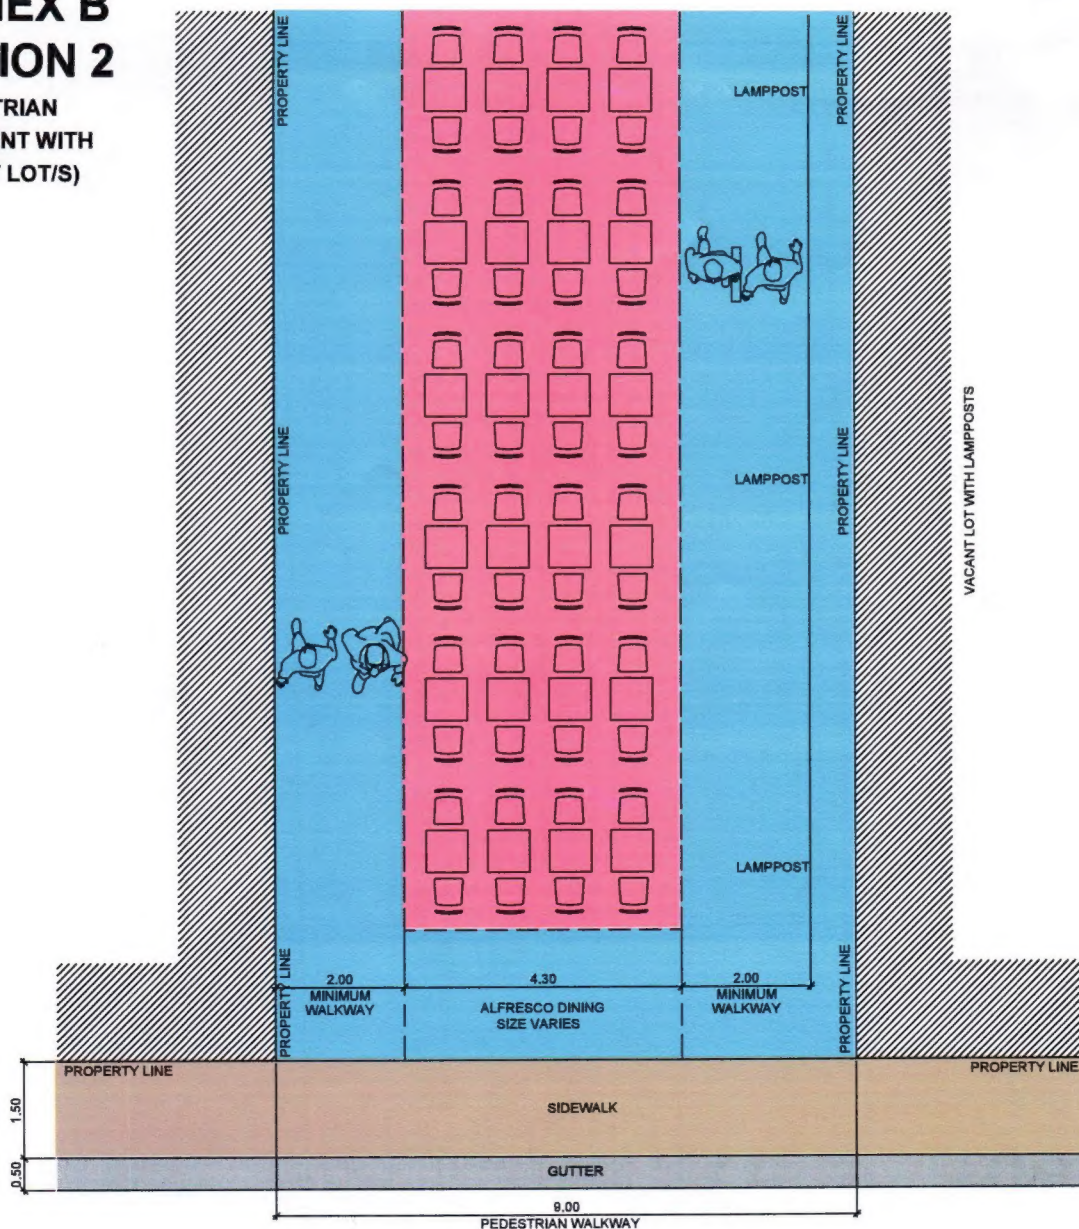 EX B
ION 2
TRIAN
NT WITH
LOT/S)
PROPERTY LINE
LAMPPOST
PROPERTY LINE
PROPERTY LINE
LAMPPOST
PROPERTY LINE
VACANT LOT WITH LAMPPOSTS
LAMPPOST
PROPERTY LINE
2.00
MINIMUM
WALKWAY
4.30
ALFRESCO DINING
SIZE VARIES
2.00
MINIMUM
WALKWAY
PROPERTY LINE
PROPERTY LINE
PROPERTY LINE
1.50
SIDEWALK
0.50
GUTTER
9.00
PEDESTRIAN WALKWAY